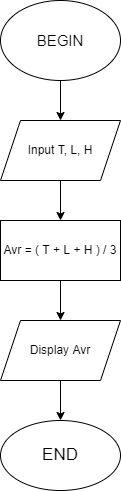 BEGIN
Input T, L, H
Avr = ( T + L + H ) / 3
Display Avr
END